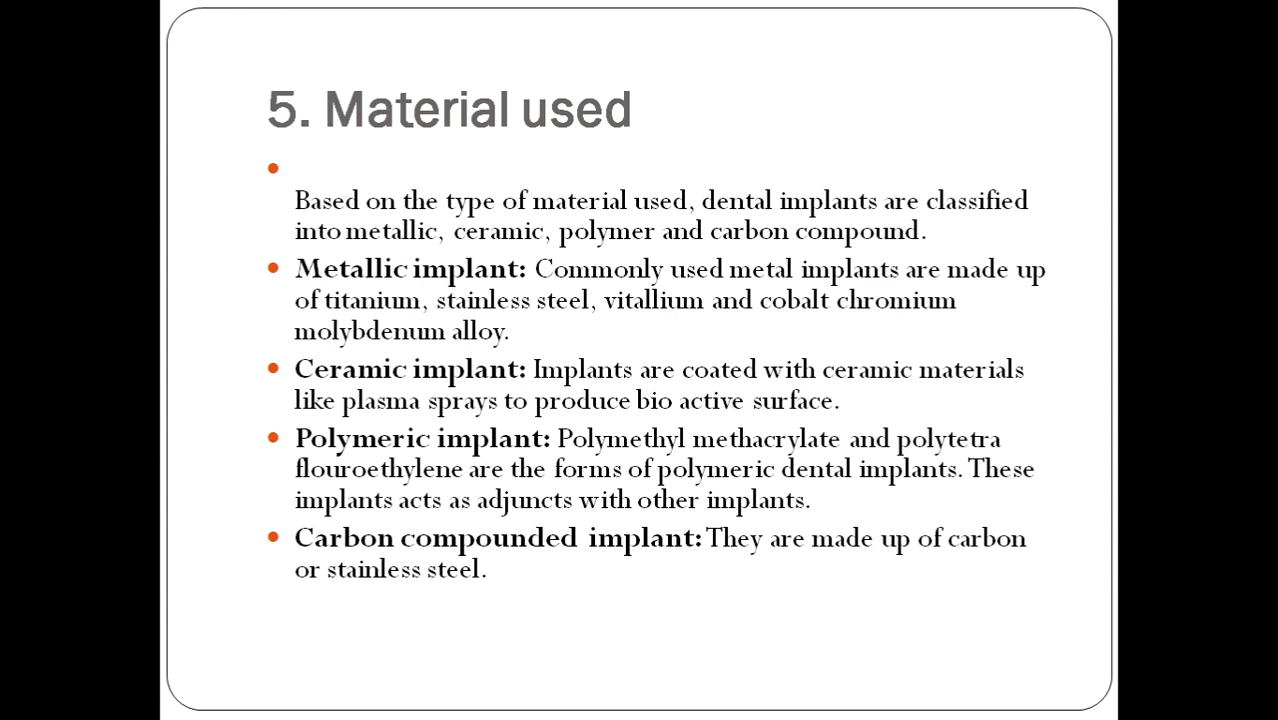 5. Material used
Based on the type of material used, dental implants are classified
into metallic, ceramic, polymer and carbon compound.
Metallic implant: Commonly used metal implants are made up
of titanium, stainless steel, vitallium and cobalt chromium
molybdenum alloy.
Ceramic implant: Implants are coated with ceramic materials
like plasma sprays to produce bio active surface.
Polymeric implant: Polymethyl methacrylate and polytetra
flouroethylene are the forms of polymeric dental implants. These
implants acts as adjuncts with other implants.
Carbon compounded implant: They are made up of carbon
or stainless steel.